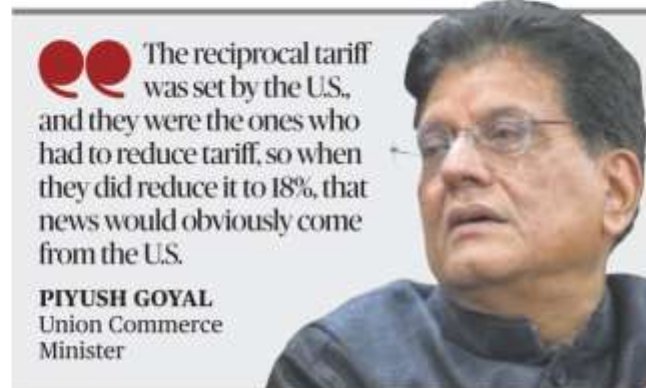 The reciprocal tariff
was set by the U.S.,
and they were the ones who
had to reduce tariff, so when
they did reduce it to 18%, that
news would obviously come
from the U.S.
PIYUSH GOYAL
Union Commerce
Minister